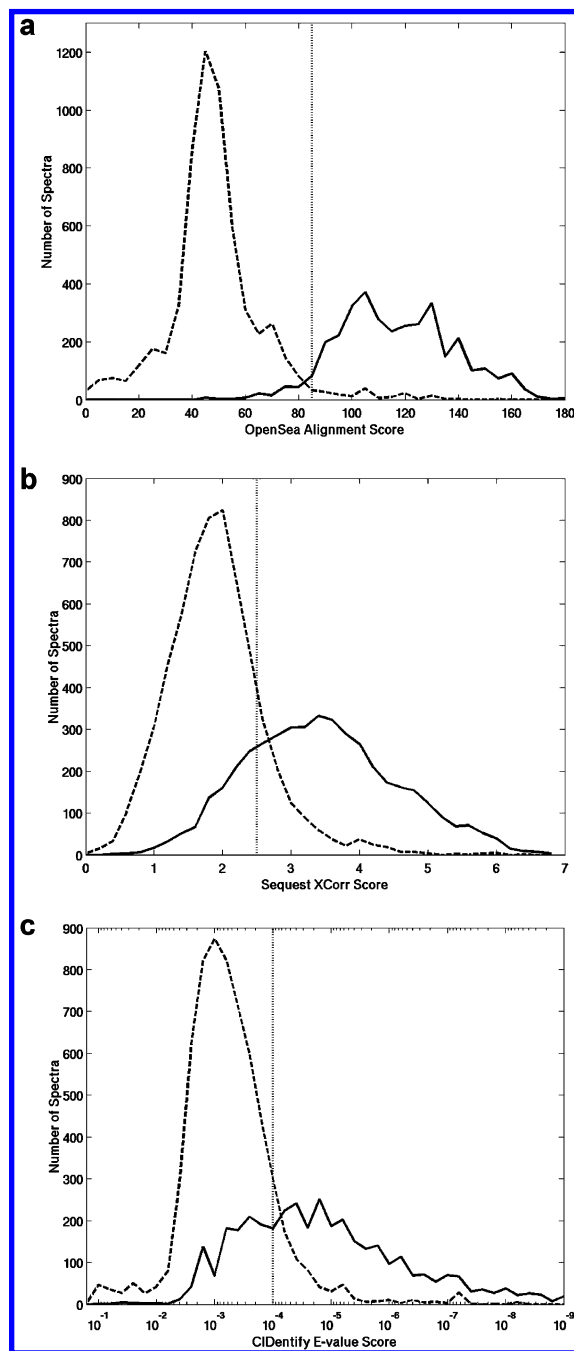 a
1200
1000
800
600
400
200
0
Number of Spectra
0 20 40 60 80 100 120 140 160 180
OpenSea Alignment Score
b
900
800
700
600
500
400
300
200
100
0
Number of Spectra
0 1 2 3 4 5 6 7
Sequest XCorr Score
c
900
800
700
600
500
400
300
200
100
0
Number of Spectra
10⁻¹ 10⁻² 10⁻³ 10⁻⁴ 10⁻⁵ 10⁻⁶ 10⁻⁷ 10⁻⁸ 10⁻⁹
CIDentify E-value Score